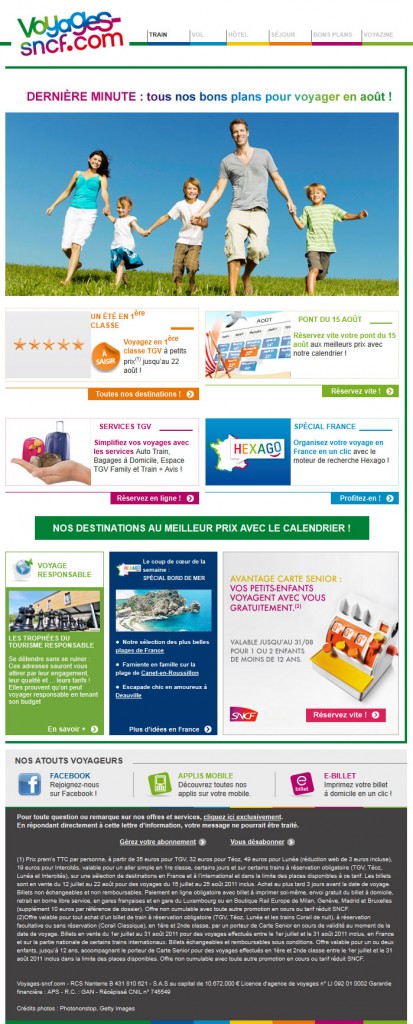 Voyages-
sncf.com
TRAIN
VOL
HÔTEL
SÉJOUR
BONS PLANS
VOYAZINE
DERNIÈRE MINUTE : tous nos bons plans pour voyager en août !
UN ÉTÉ EN 1ère
CLASSE
À
SAISIR
Voyagez en 1ère
classe TGV à petits
prix(1) jusqu'au 22
août !
Toutes nos destinations !
AOÛT
PONT DU 15 AOÛT
Réservez vite votre pont du 15
août aux meilleurs prix avec
notre calendrier !
Réservez vite !
SERVICES TGV
Simplifiez vos voyages avec
les services Auto Train,
Bagages à Domicile, Espace
TGV Family et Train + Avis !
Réservez en ligne !
HEXAGO
SPÉCIAL FRANCE
Organisez votre voyage en
France en un clic avec le
moteur de recherche Hexago !
Profitez-en !
NOS DESTINATIONS AU MEILLEUR PRIX AVEC LE CALENDRIER !
VOYAGE
RESPONSABLE
LES TROPHÉES DU
TOURISME RESPONSABLE
Se détendre sans se ruiner :
Ces adresses sauront vous
attirer par leur engagement,
leur qualité et ... leurs tarifs !
Elles prouvent qu'on peut
voyager responsable en tenant
son budget
En savoir +
HEXAGO
Le coup de cœur de la
semaine :
SPÉCIAL BORD DE MER
Notre sélection des plus belles
plages de France
Farniente en famille sur la
plage de Canet-en-Roussillon
Escapade chic en amoureux à
Deauville
Plus d'idées en France
AVANTAGE CARTE SENIOR :
VOS PETITS-ENFANTS
VOYAGENT AVEC VOUS
GRATUITEMENT.(2)
VALABLE JUSQU'AU 31/08
POUR 1 OU 2 ENFANTS
DE MOINS DE 12 ANS.
SNCF
Réservez vite !
NOS ATOUTS VOYAGEURS
FACEBOOK
Rejoignez-nous
sur Facebook !
APPLIS MOBILE
Découvrez toutes nos
applis sur votre mobile.
e
billet
E-BILLET
Imprimez votre billet
à domicile en un clic !
Pour toute question ou remarque sur nos offres et services, cliquez ici exclusivement.
En répondant directement à cette lettre d'information, votre message ne pourrait être traité.
Gérez votre abonnement
Vous désabonner
(1) Prix prem's TTC par personne, à partir de 35 euros pour TGV, 32 euros pour Téoz, 49 euros pour Lunéa (réduction web de 3 euros incluse),
19 euros pour Intercités, valable pour un aller simple en 1re classe, certains jours et sur certains trains à réservation obligatoire (TGV, Téoz,
Lunéa et Intercités), sur une sélection de destinations en France et à l'international et dans la limite des places disponibles à ce tarif. Les billets
sont en vente du 12 juillet au 22 août pour des voyages du 15 juillet au 25 août 2011 inclus. Achat au plus tard 3 jours avant la date de voyage.
Billets non échangeables et non remboursables. Paiement en ligne obligatoire avec billet à imprimer soi-même, envoi gratuit du billet à domicile,
retrait en borne libre service, en gares françaises et en gare du Luxembourg ou en Boutique Rail Europe de Milan, Genève, Madrid et Bruxelles
(supplément 10 euros par référence de dossier). Offre non cumulable avec toute autre promotion en cours ou tarif réduit SNCF.
(2)Offre valable pour tout achat d'un billet de train à réservation obligatoire (TGV, Téoz, Lunéa et les trains Corail de nuit), à réservation
facultative ou sans réservation (Corail Classique), en 1ère et 2nde classe, par un porteur de Carte Senior en cours de validité au moment de la
date de voyage. Billets en vente du 1er juillet au 31 août 2011 pour des voyages effectués entre le 1er juillet et le 31 août 2011 inclus, en France
et sur la partie nationale de certains trains internationaux. Billets échangeables et remboursables sous conditions. Offre valable pour un ou deux
enfants, jusqu'à 12 ans, accompagnant le porteur de Carte Senior pour des voyages effectués en 1ère et 2nde classe entre le 1er juillet et le 31
août 2011 inclus dans la limite des places disponibles. Offre non cumulable avec toute autre promotion en cours ou tarif réduit SNCF.
Voyages-sncf.com - RCS Nanterre B 431 810 621 - S.A.S au capital de 10.672.000 € Licence d'agence de voyages n° LI 092 01 0002 Garantie
financière : APS - R.C. : GAN - Récépissé CNIL n° 745549
Crédits photos : Photononstop, Getty Images